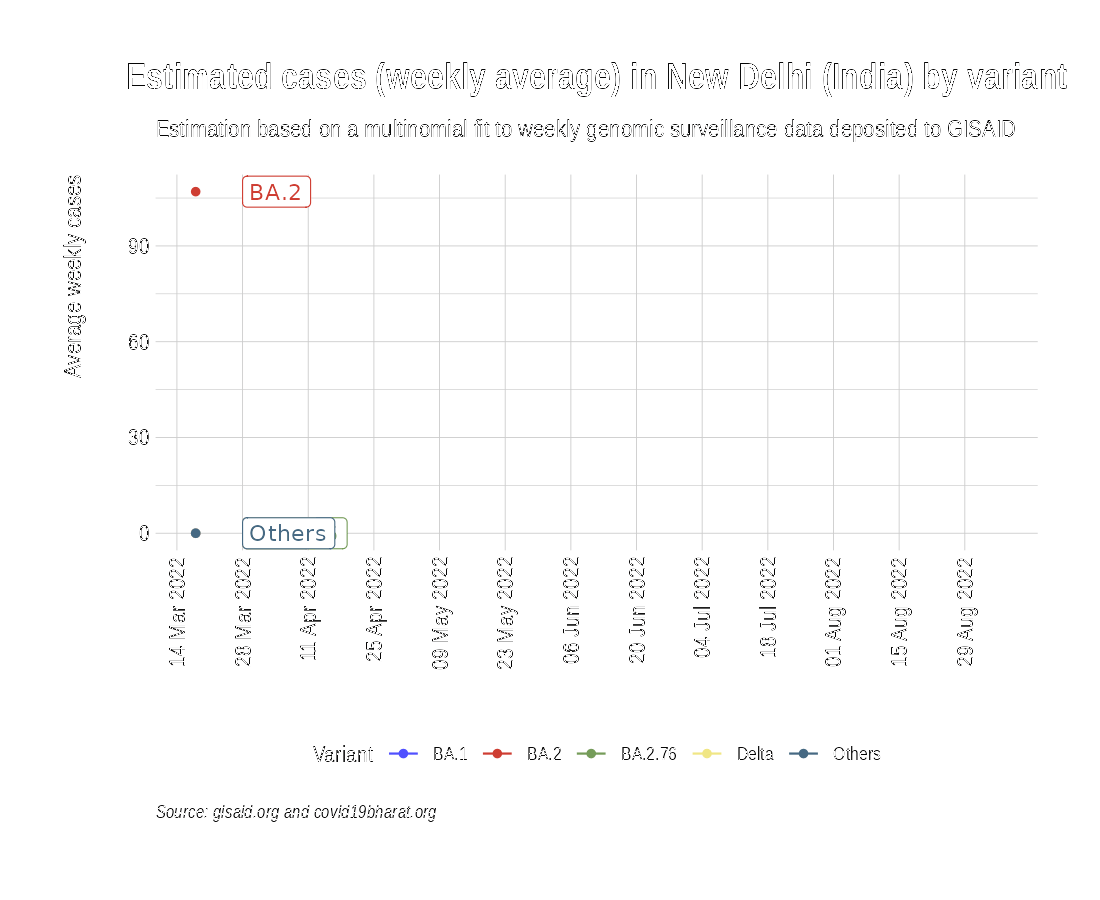 Estimated cases (weekly average) in New Delhi (India) by variant
Estimation based on a multinomial fit to weekly genomic surveillance data deposited to GISAID
Average weekly cases
90
60
30
0
BA.2
Others
14 Mar 2022
28 Mar 2022
11 Apr 2022
25 Apr 2022
09 May 2022
23 May 2022
06 Jun 2022
20 Jun 2022
04 Jul 2022
18 Jul 2022
01 Aug 2022
15 Aug 2022
29 Aug 2022
Variant BA.1 BA.2 BA.2.76 Delta Others
Source: gisaid.org and covid19bharat.org